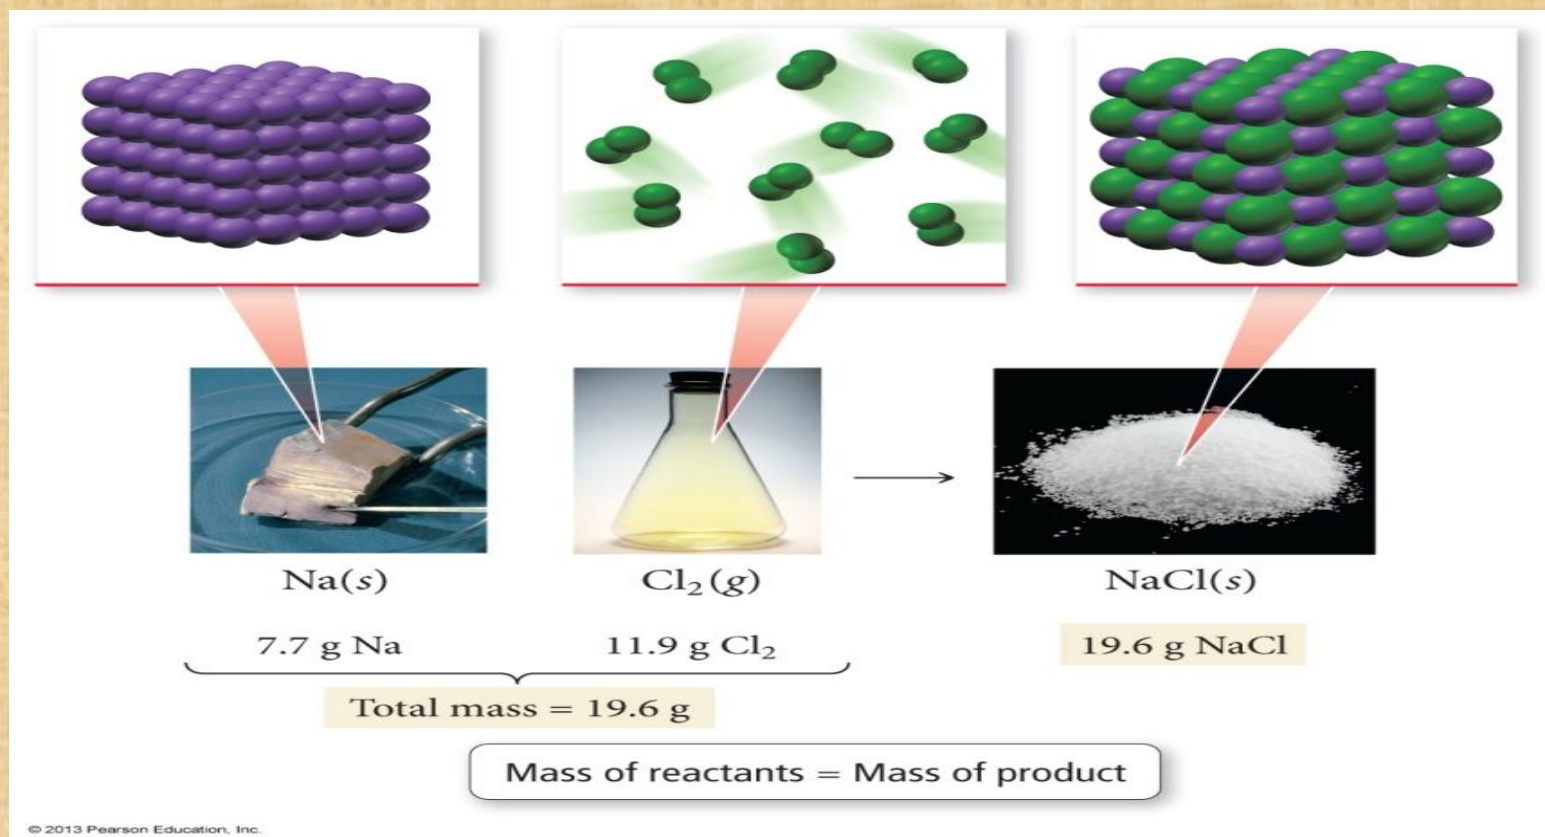 Na(s)
Cl₂(g)
NaCl(s)
7.7 g Na
11.9 g Cl₂
19.6 g NaCl
Total mass = 19.6 g
Mass of reactants = Mass of product
© 2013 Pearson Education, Inc.